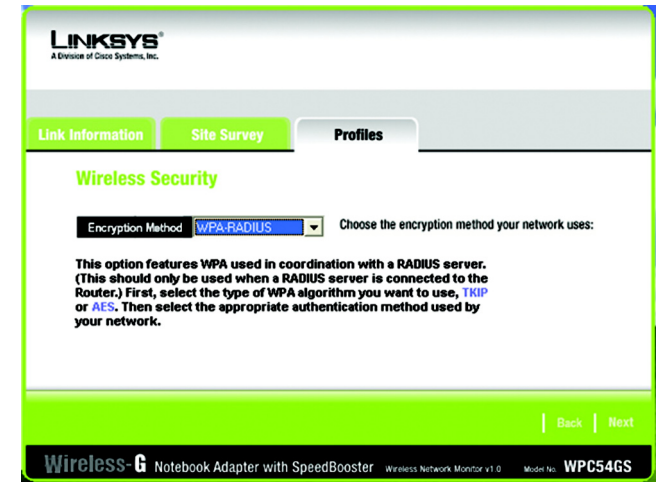 LINKSYS®
A Division of Cisco Systems, Inc.
Link Information Site Survey Profiles
Wireless Security
Encryption Method WPA-RADIUS Choose the encryption method your network uses:
This option features WPA used in coordination with a RADIUS server.
(This should only be used when a RADIUS server is connected to the
Router.) First, select the type of WPA algorithm you want to use, TKIP
or AES. Then select the appropriate authentication method used by
your network.
Back Next
Wireless-G Notebook Adapter with SpeedBooster Wireless Network Monitor v1.0 Model No. WPC54GS